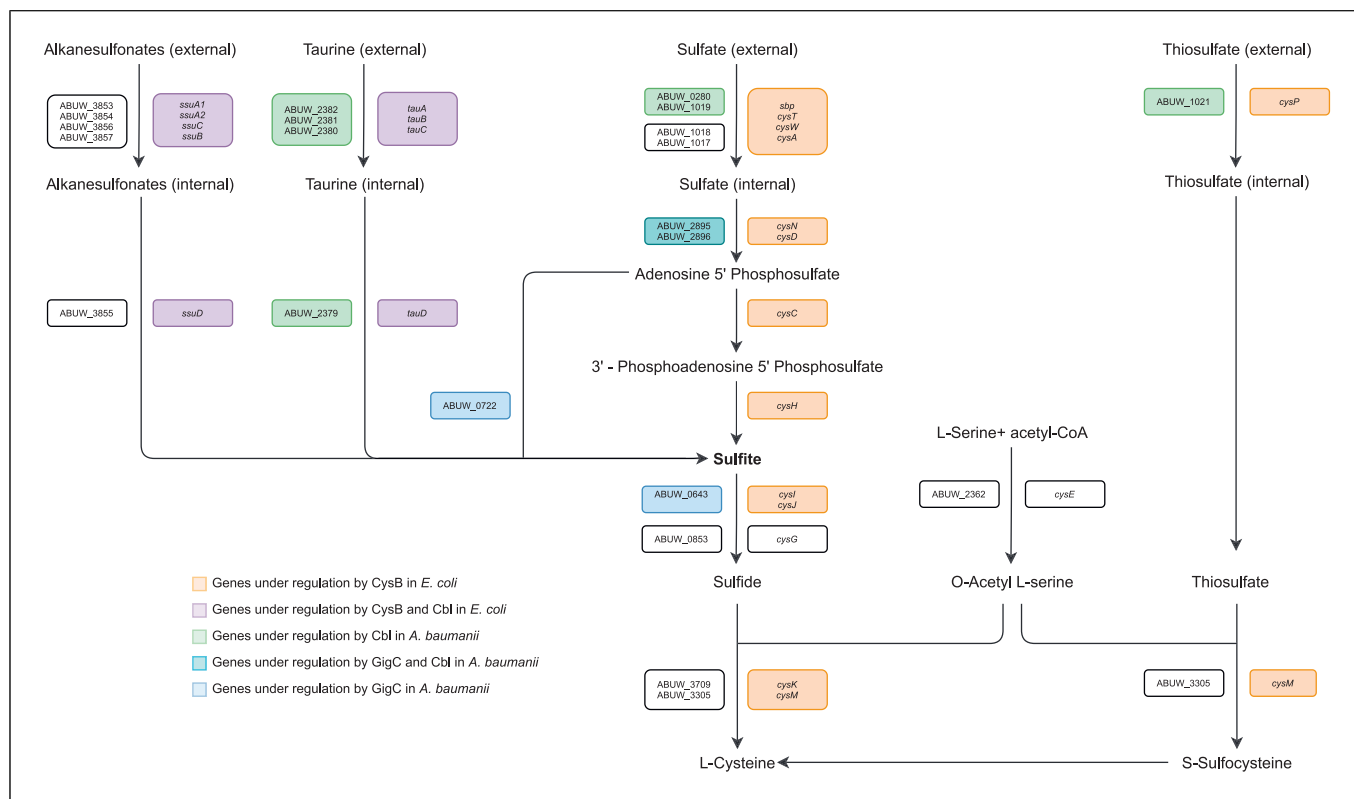 Alkanesulfonates (external)
Taurine (external)
Sulfate (external)
Thiosulfate (external)
ABUW_3853
ABUW_3854
ABUW_3856
ABUW_3857
ssuA1
ssuA2
ssuC
ssuB
ABUW_2382
ABUW_2381
ABUW_2380
tauA
tauB
tauC
ABUW_0280
ABUW_1019
ABUW_1018
ABUW_1017
sbp
cysT
cysW
cysA
ABUW_1021
cysP
Alkanesulfonates (internal)
Taurine (internal)
Sulfate (internal)
Thiosulfate (internal)
ABUW_2895
ABUW_2896
cysN
cysD
Adenosine 5' Phosphosulfate
ABUW_3855
ssuD
ABUW_2379
tauD
cysC
3' - Phosphoadenosine 5' Phosphosulfate
ABUW_0722
cysH
L-Serine+ acetyl-CoA
Sulfite
ABUW_0643
cysI
cysJ
ABUW_2362
cysE
ABUW_0853
cysG
Sulfide
O-Acetyl L-serine
Thiosulfate
Genes under regulation by CysB in E. coli
Genes under regulation by CysB and Cbl in E. coli
Genes under regulation by Cbl in A. baumanii
Genes under regulation by GigC and Cbl in A. baumanii
Genes under regulation by GigC in A. baumanii
ABUW_3709
ABUW_3305
cysK
cysM
ABUW_3305
cysM
L-Cysteine
S-Sulfocysteine